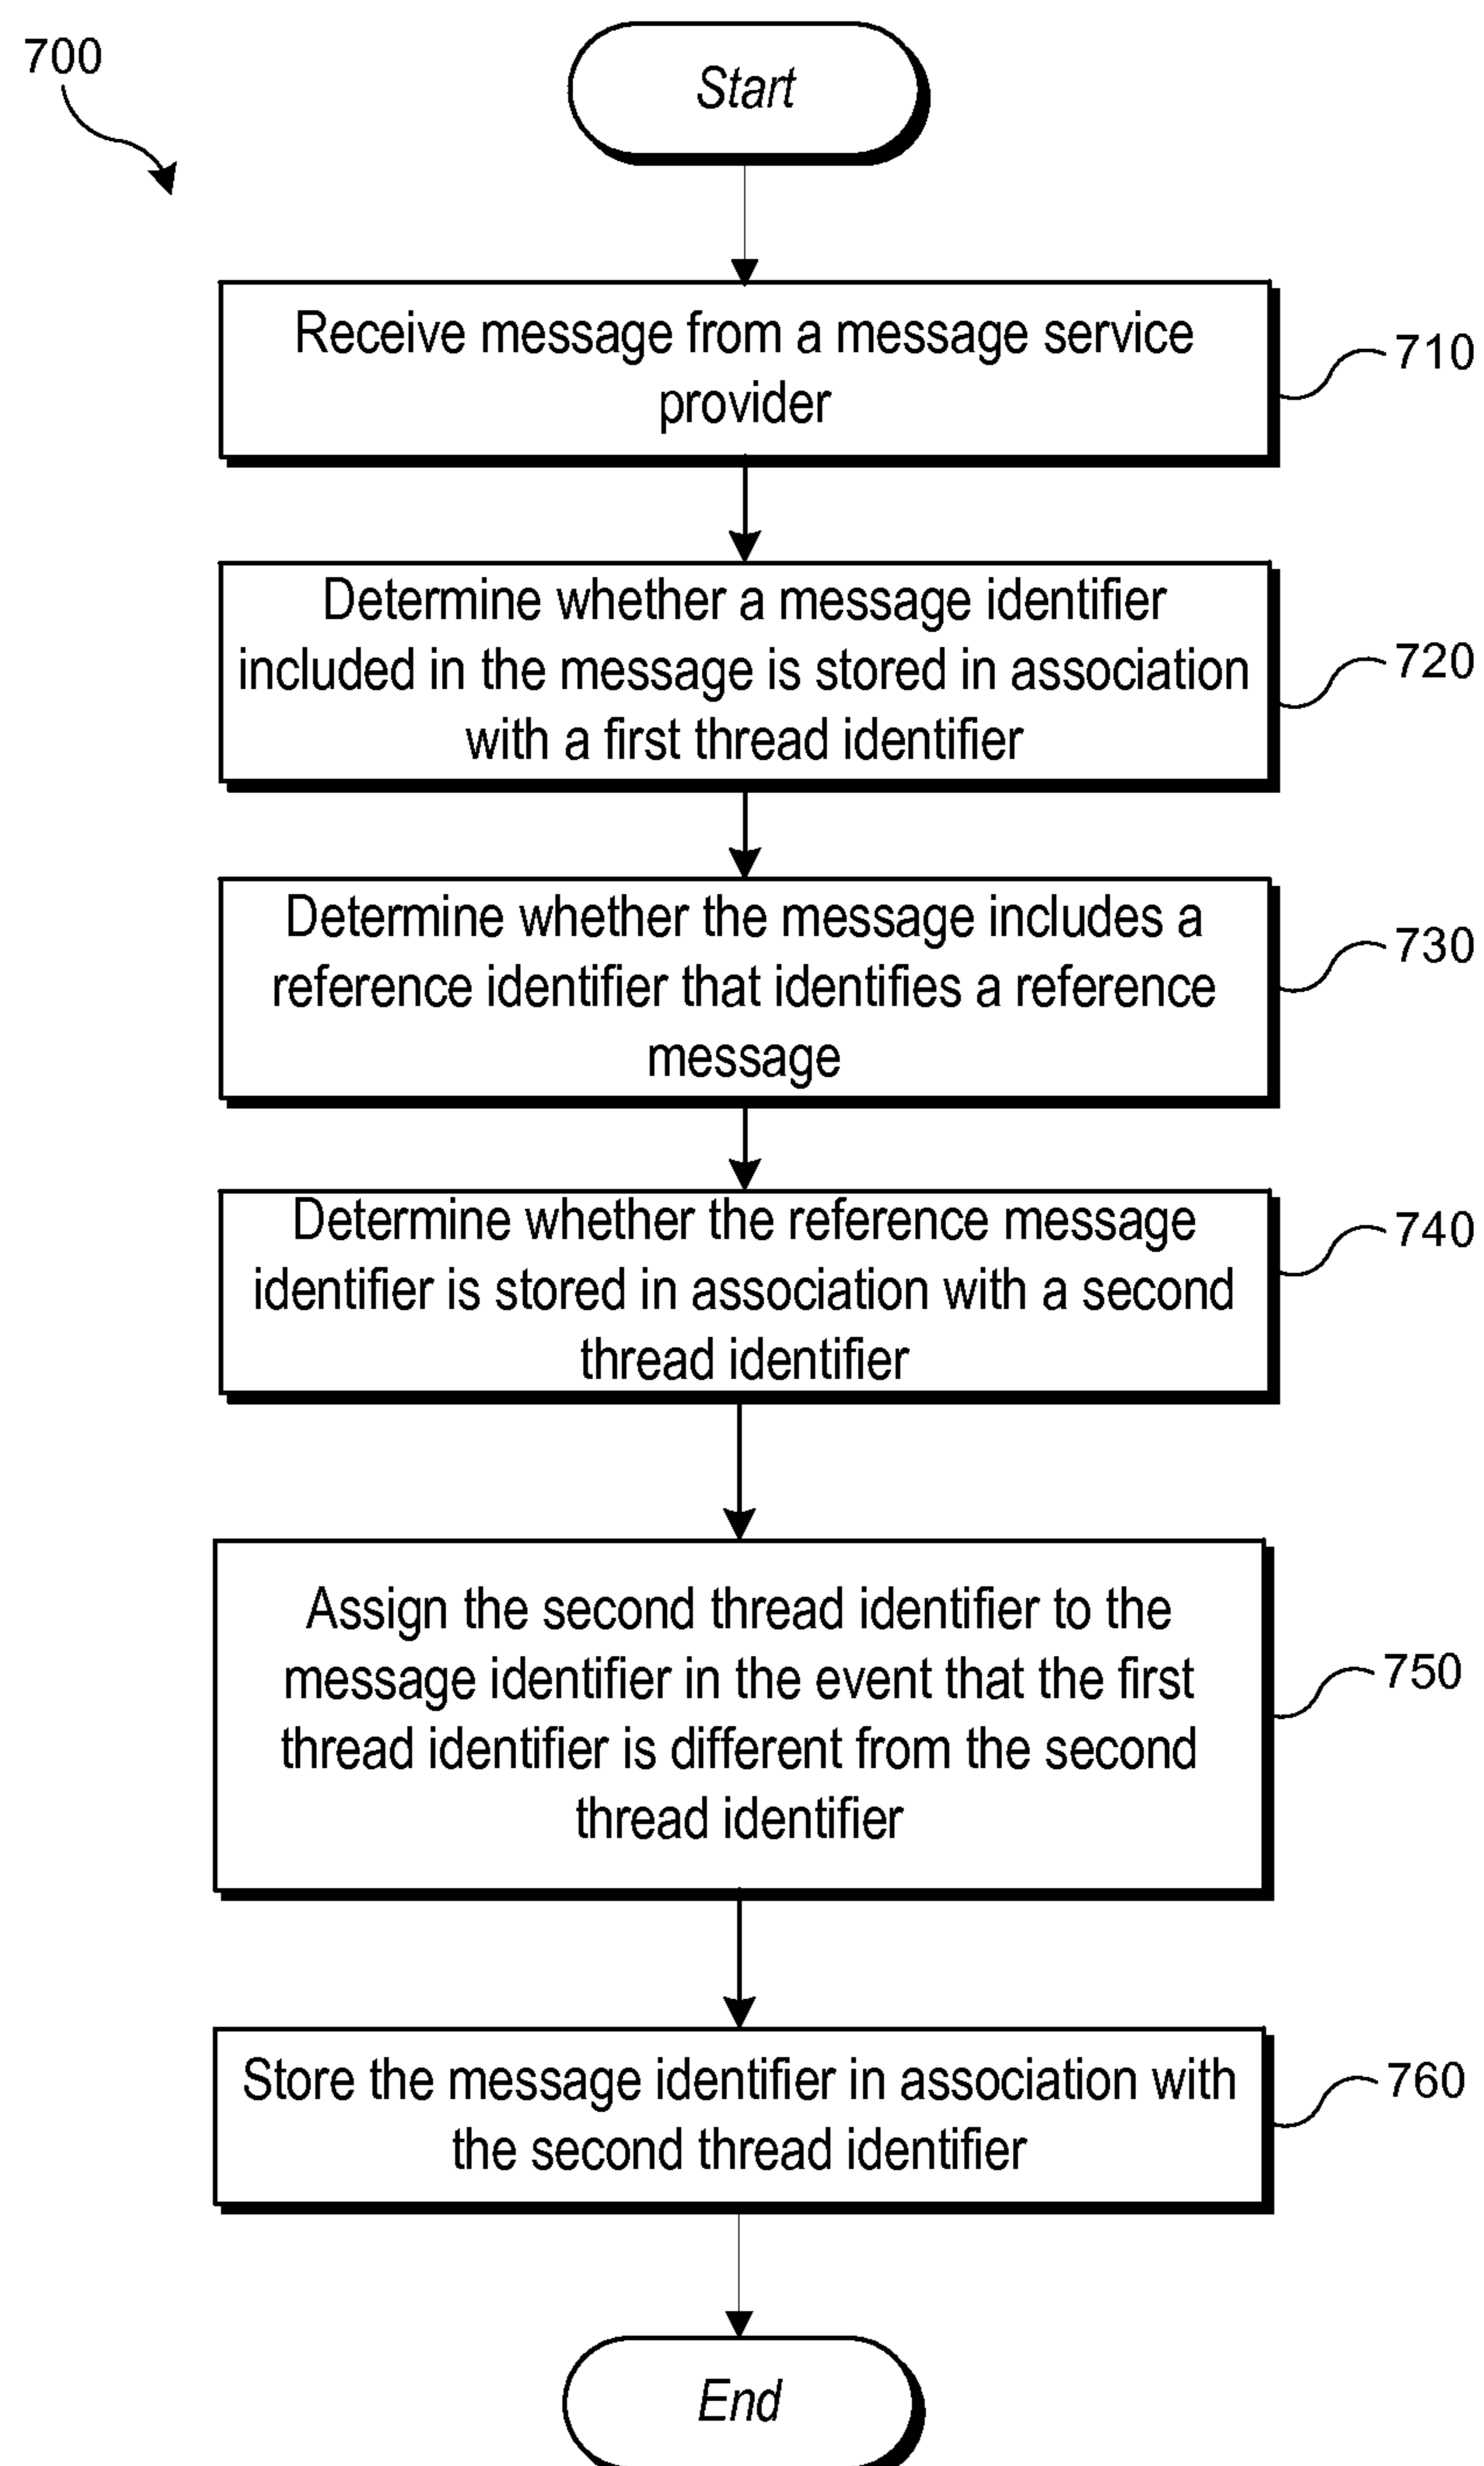 700
Start
Receive message from a message service
provider
710
Determine whether a message identifier
included in the message is stored in association
with a first thread identifier
720
Determine whether the message includes a
reference identifier that identifies a reference
message
730
Determine whether the reference message
identifier is stored in association with a second
thread identifier
740
Assign the second thread identifier to the
message identifier in the event that the first
thread identifier is different from the second
thread identifier
750
Store the message identifier in association with
the second thread identifier
760
End